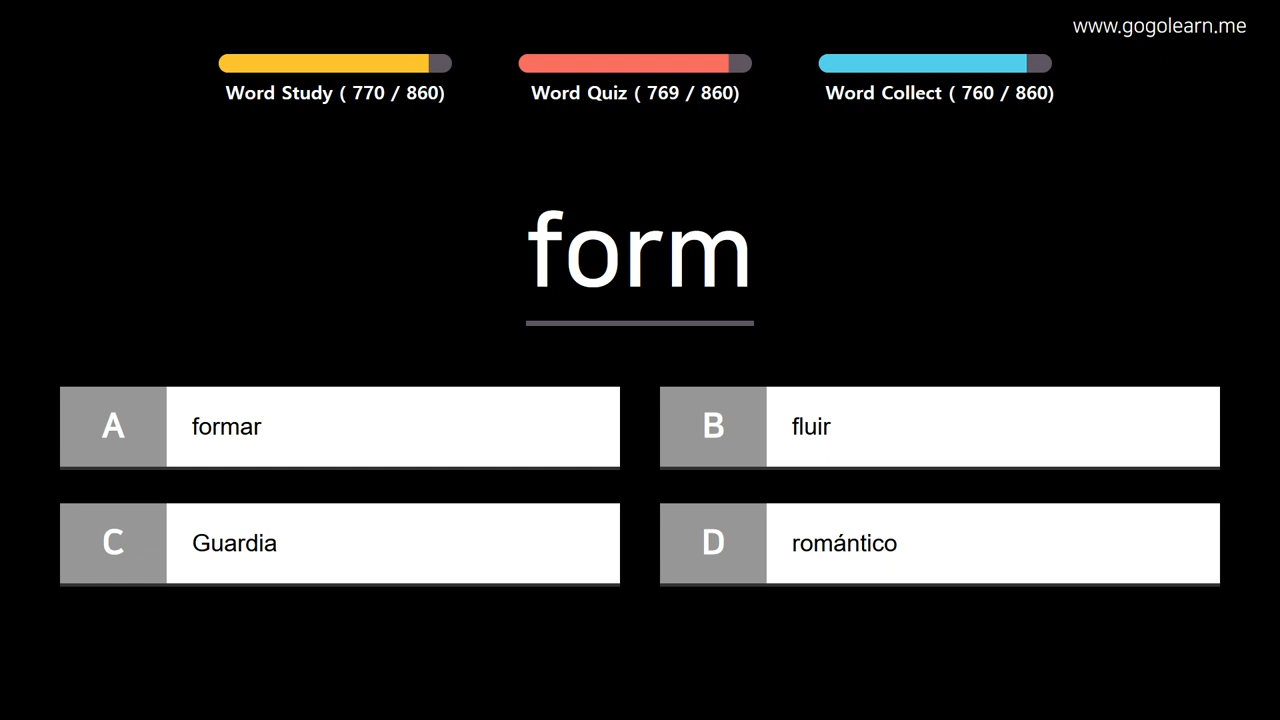 www.gogolearn.me
Word Study ( 770 / 860)
Word Quiz ( 769 / 860)
Word Collect ( 760 / 860)
form
A formar
B fluir
C Guardia
D romántico